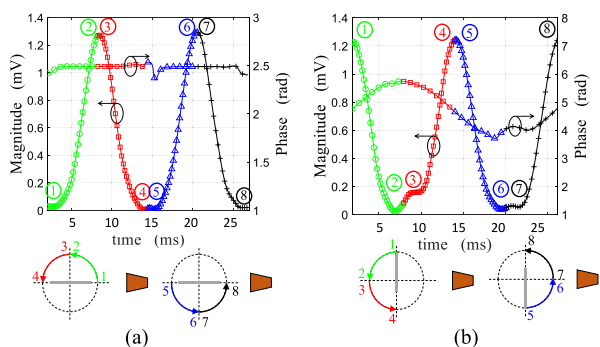 1.4 1.2 1 0.8 0.6 0.4 0.2 0
Magnitude (mV)
① ② ③ ④ ⑤ ⑥ ⑦ ⑧
3 2.5 2 1.5 1
Phase (rad)
5 10 15 20 25
time (ms)
1 2 3 4
5 6 7 8
(a)
1.4 1.2 1 0.8 0.6 0.4 0.2 0
Magnitude (mV)
① ② ③ ④ ⑤ ⑥ ⑦ ⑧
8 7 6 5 4 3 2 1
Phase (rad)
5 10 15 20 25
time (ms)
1 2 3 4
5 6 7 8
(b)